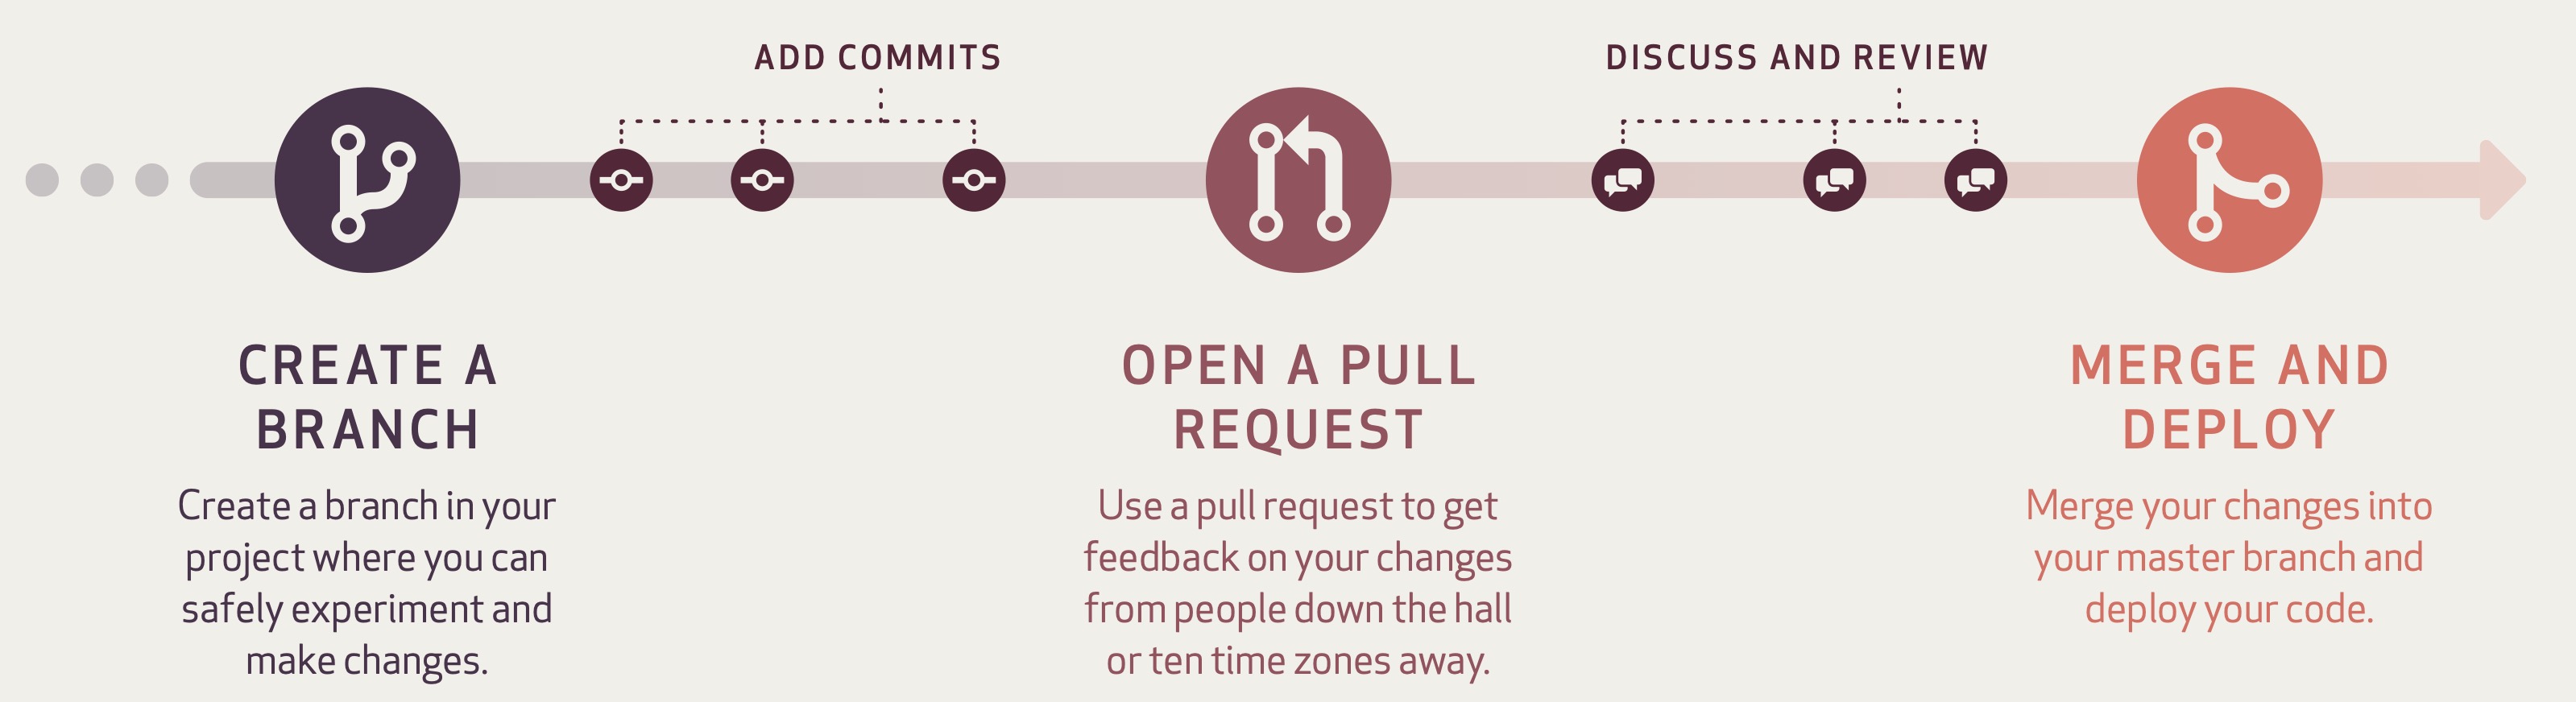 ADD COMMITS
DISCUSS AND REVIEW
CREATE A
BRANCH
Create a branch in your
project where you can
safely experiment and
make changes.
OPEN A PULL
REQUEST
Use a pull request to get
feedback on your changes
from people down the hall
or ten time zones away.
MERGE AND
DEPLOY
Merge your changes into
your master branch and
deploy your code.